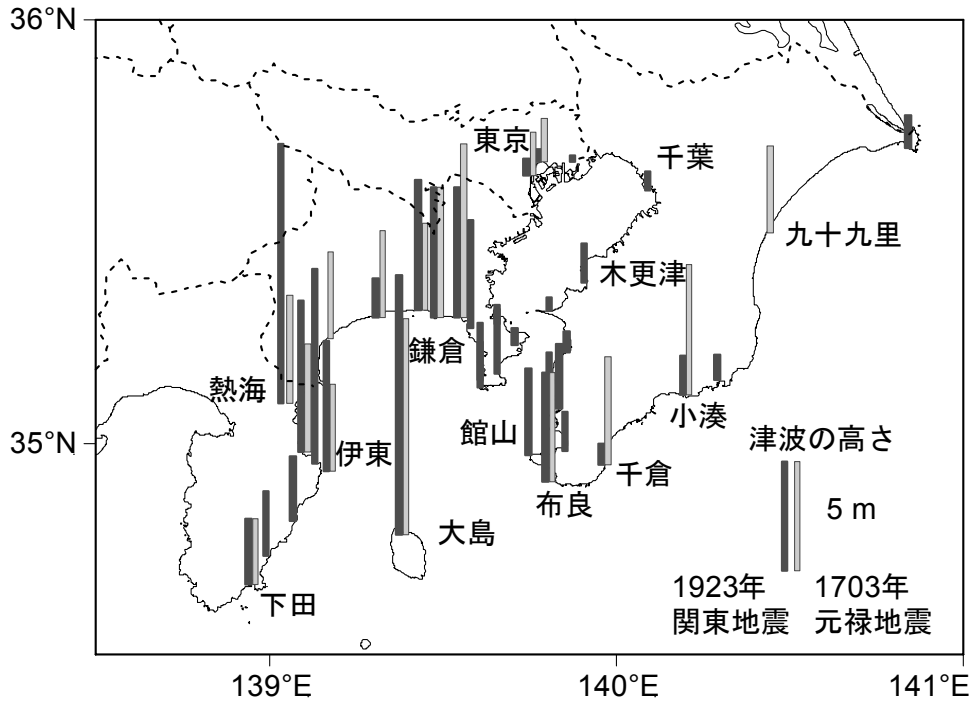 36°N
東京
千葉
九十九里
木更津
鎌倉
熱海
小湊
35°N
伊東
館山
津波の高さ
千倉
布良
5 m
大島
下田
1923年
関東地震
1703年
元禄地震
139°E
140°E
141°E